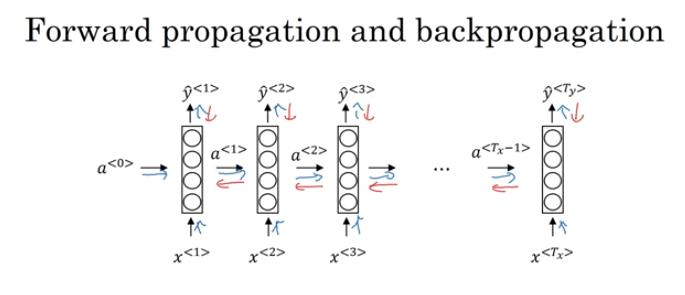 Forward propagation and backpropagation
ŷ<1> ŷ<2> ŷ<3> ŷ<Ty>
a<0> a<1> a<2> ... a<Tx−1>
x<1> x<2> x<3> x<Tx>